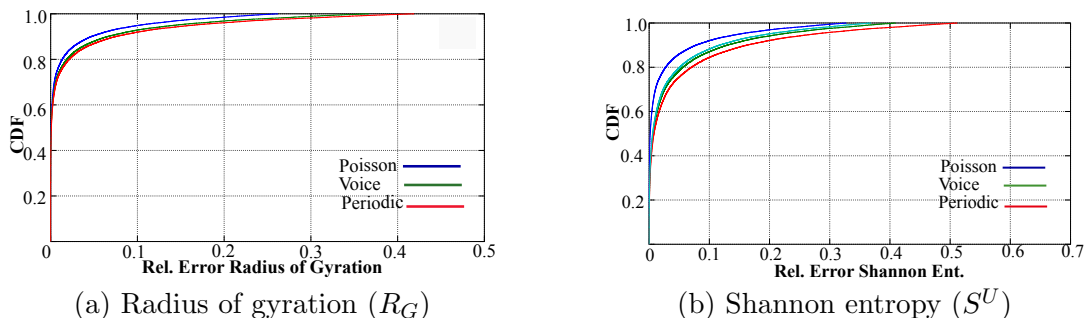 1.0
0.8
0.6
0.4
0.2
CDF
Poisson
Voice
Periodic
0 0.1 0.2 0.3 0.4 0.5
Rel. Error Radius of Gyration
(a) Radius of gyration (R_G)
1.0
0.8
0.6
0.4
0.2
CDF
Poisson
Voice
Periodic
0 0.1 0.2 0.3 0.4 0.5 0.6 0.7
Rel. Error Shannon Ent.
(b) Shannon entropy (S^U)